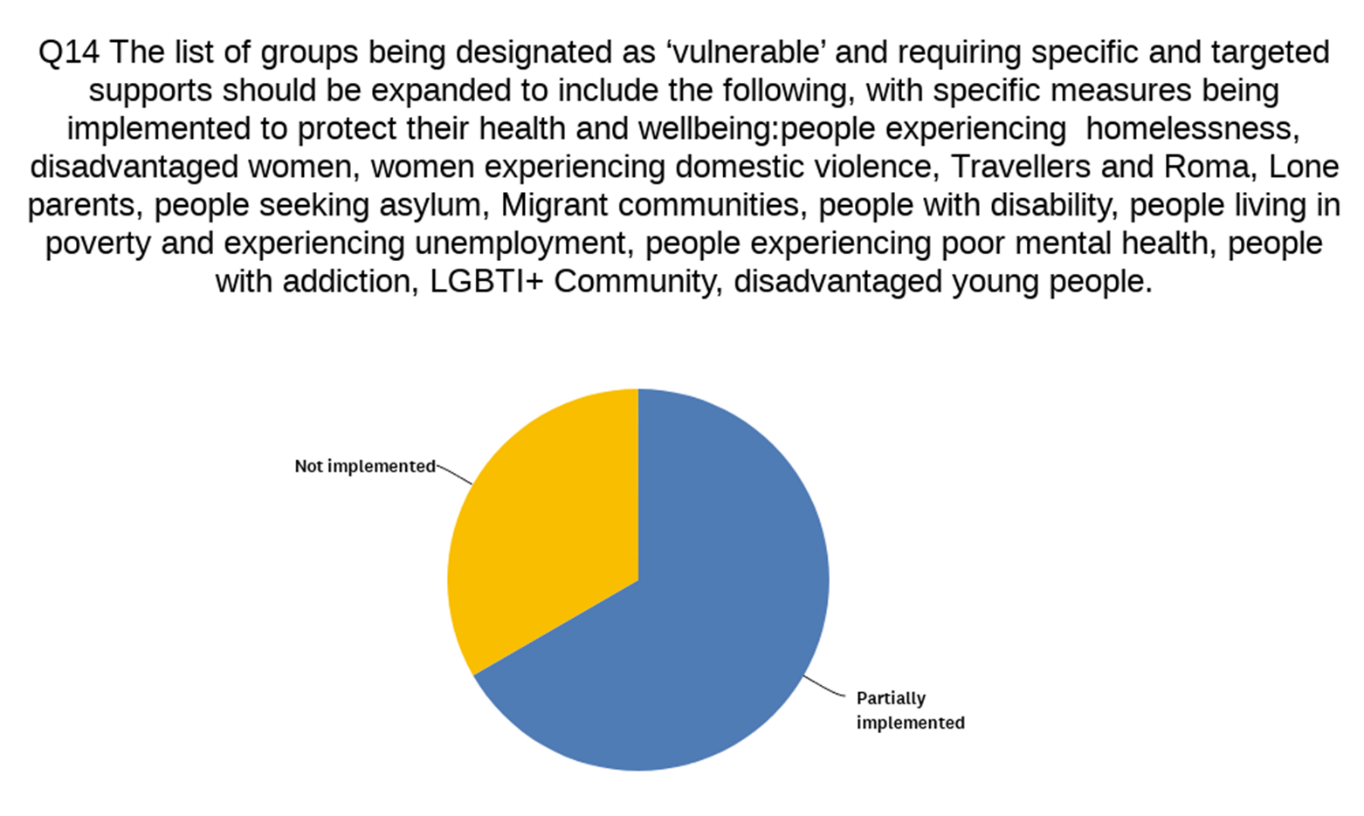 Q14 The list of groups being designated as ‘vulnerable’ and requiring specific and targeted
supports should be expanded to include the following, with specific measures being
implemented to protect their health and wellbeing:people experiencing  homelessness,
disadvantaged women, women experiencing domestic violence, Travellers and Roma, Lone
parents, people seeking asylum, Migrant communities, people with disability, people living in
poverty and experiencing unemployment, people experiencing poor mental health, people
with addiction, LGBTI+ Community, disadvantaged young people.
Not implemented
Partially
implemented